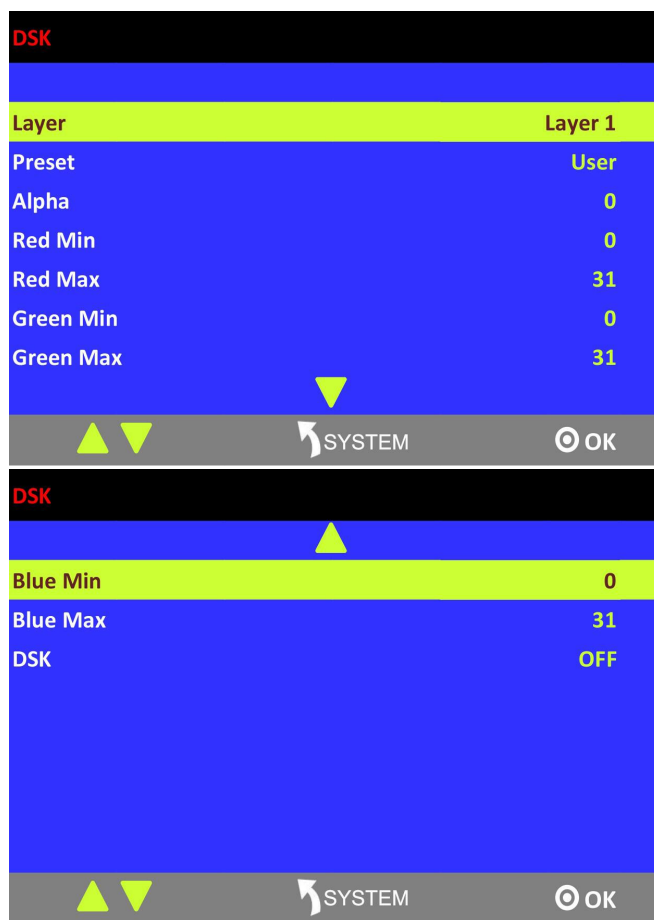 DSK
Layer Layer 1
Preset User
Alpha 0
Red Min 0
Red Max 31
Green Min 0
Green Max 31
SYSTEM OK
DSK
Blue Min 0
Blue Max 31
DSK OFF
SYSTEM OK